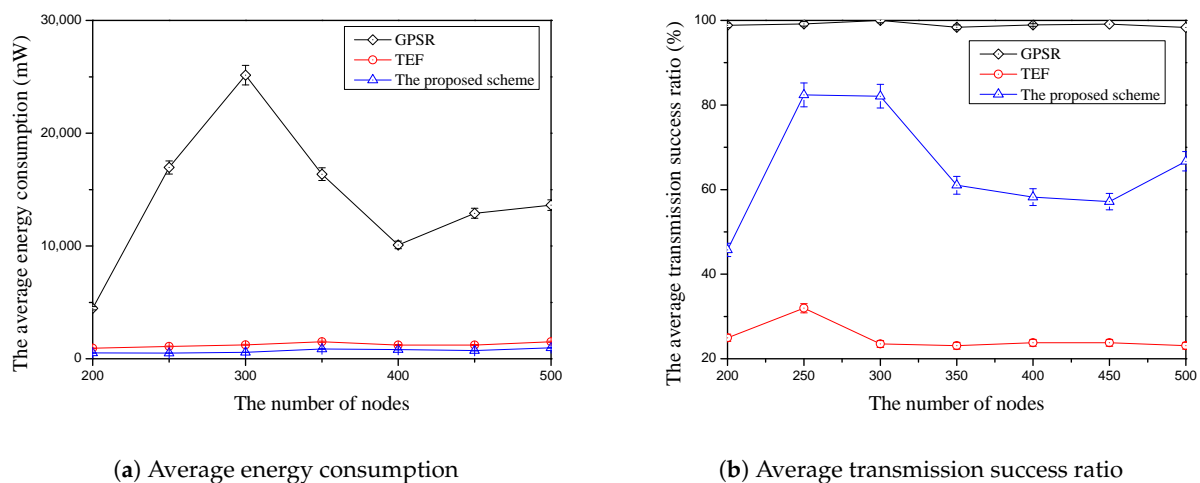 30,000
20,000
10,000
0
The average energy consumption (mW)
GPSR
TEF
The proposed scheme
200 300 400 500
The number of nodes
(a) Average energy consumption
100
80
60
40
20
The average transmission success ratio (%)
GPSR
TEF
The proposed scheme
200 250 300 350 400 450 500
The number of nodes
(b) Average transmission success ratio